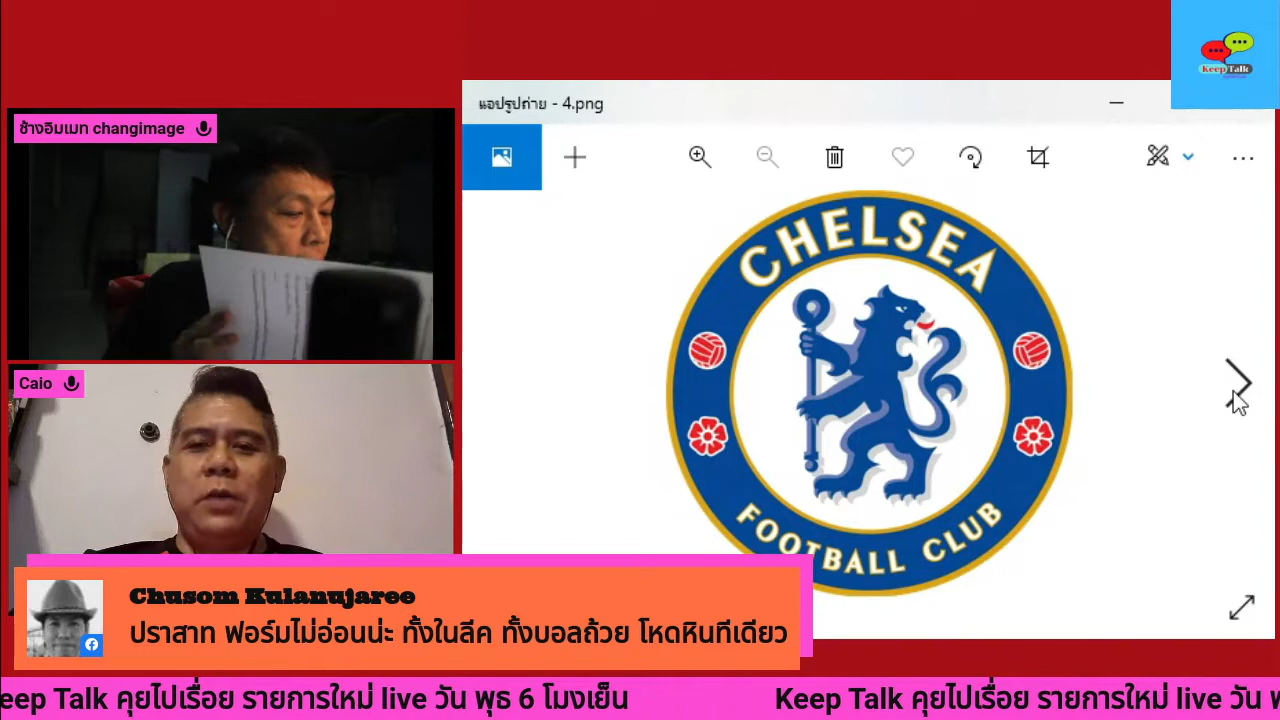 KeepTalk
แอปรูปถ่าย - 4.png
ช้างอิมเมท changimage
CHELSEA
FOOTBALL CLUB
Caio
Chusom Kulanujaree
ปราสาท ฟอร์มไม่อ่อนน่ะ ทั้งในลีค ทั้งบอลถ้วย โหดหินทีเดียว
eep Talk คุยไปเรื่อย รายการใหม่ live วัน พุธ 6 โมงเย็น Keep Talk คุยไปเรื่อย รายการใหม่ live วัน พ